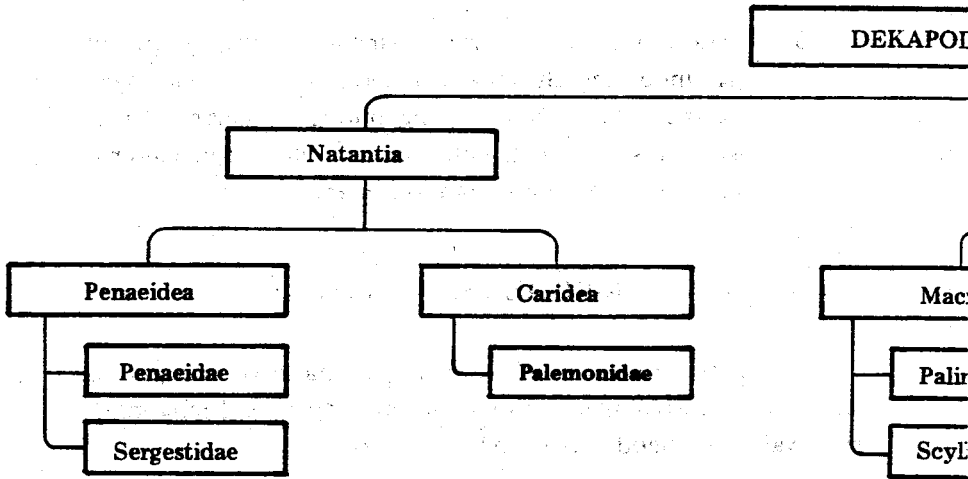 DEKAPOD
Natantia
Penaeidea
Caridea
Penaeidae
Palemonidae
Sergestidae